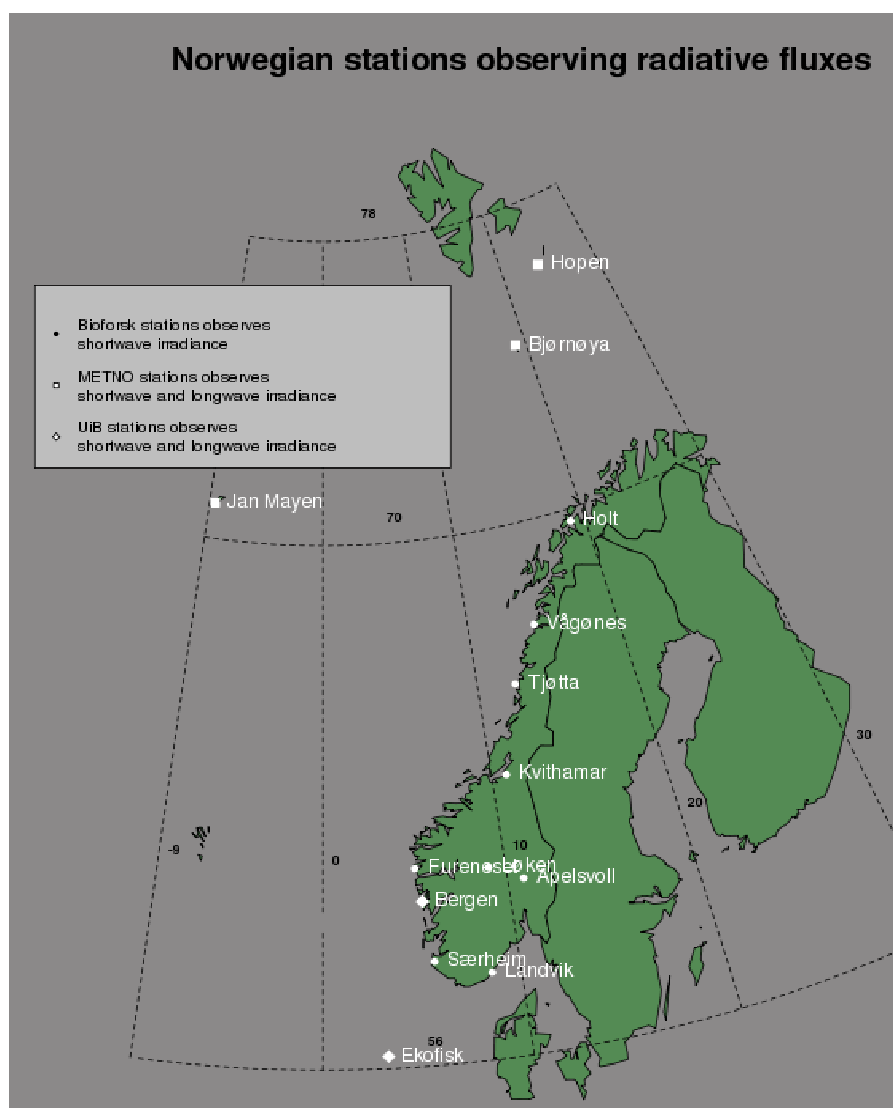 Norwegian stations observing radiative fluxes
78
Hopen
Bioforsk stations observes
shortwave irradiance
Bjørnøya
METNO stations observes
shortwave and longwave irradiance
UiB stations observes
shortwave and longwave irradiance
Jan Mayen
70
Holt
Vågønes
Tjøtta
30
Kvithamar
20
-9
0
10
Fureneset
Løken
Apelsvoll
Bergen
Særheim
Landvik
56
Ekofisk